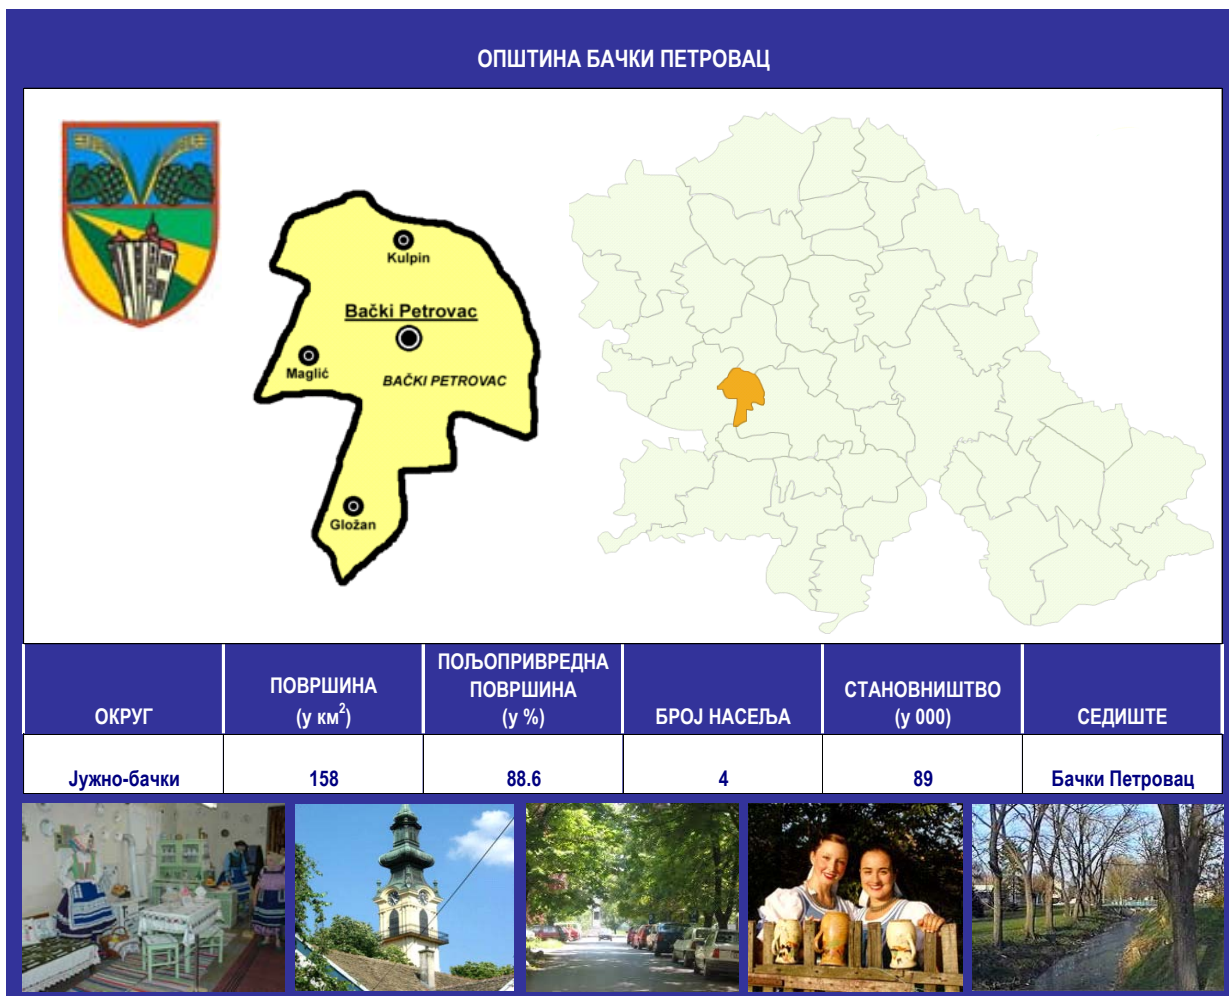 ОПШТИНА БАЧКИ ПЕТРОВАЦ
Kulpin
Bački Petrovac
Maglić
BAČKI PETROVAC
Gložan
ОКРУГ
ПОВРШИНА
(у км²)
ПОЉОПРИВРЕДНА
ПОВРШИНА
(у %)
БРОЈ НАСЕЉА
СТАНОВНИШТВО
(у 000)
СЕДИШТЕ
Јужно-бачки
158
88.6
4
89
Бачки Петровац